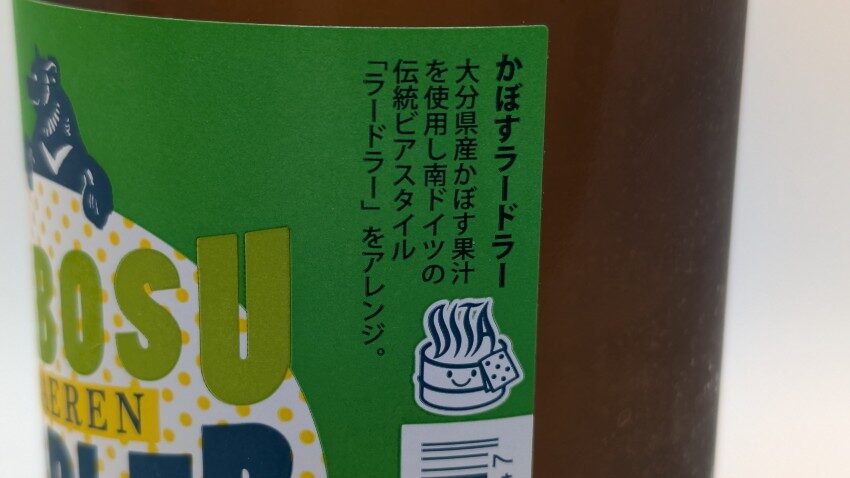 かぼすラードラー
大分県産かぼす果汁
を使用し南ドイツの
伝統ビアスタイル
「ラードラー」をアレンジ。
BOSU
AEREN
OITA